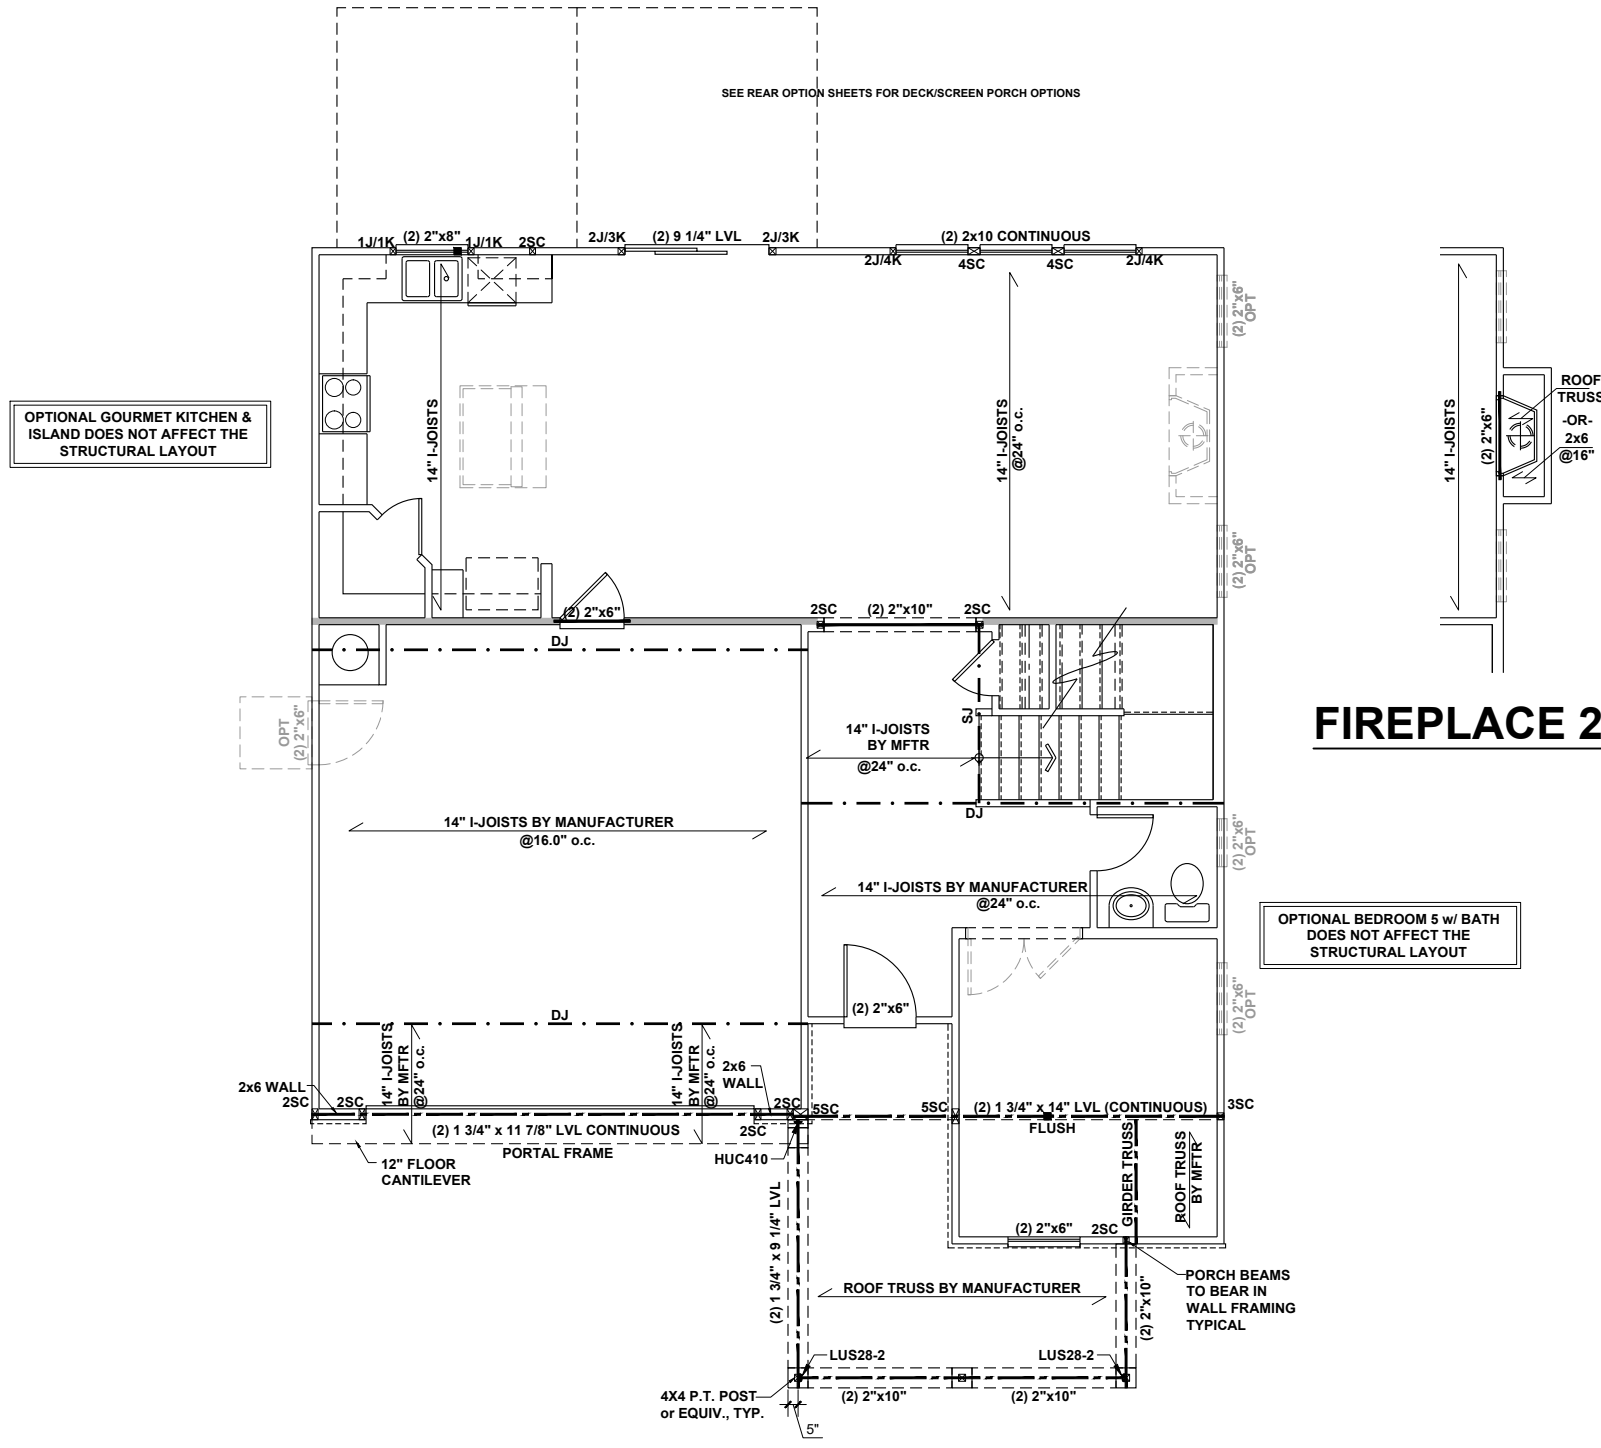 SEE REAR OPTION SHEETS FOR DECK/SCREEN PORCH OPTIONS
1J/1K
(2) 2"x8"
1J/1K
2SC
2J/3K
(2) 9 1/4" LVL
2J/3K
(2) 2x10 CONTINUOUS
2J/4K
4SC
4SC
2J/4K
(2) 2"x6"
OPT
OPTIONAL GOURMET KITCHEN &
ISLAND DOES NOT AFFECT THE
STRUCTURAL LAYOUT
14" I-JOISTS
14" I-JOISTS
@24" o.c.
14" I-JOISTS
(2) 2"x6"
ROOF
TRUSS
-OR-
2x6
@16"
(2) 2"x6"
OPT
(2) 2"x6"
2SC
(2) 2"x10"
2SC
DJ
OPT
(2) 2"x6"
SJ
14" I-JOISTS
BY MFTR
@24" o.c.
FIREPLACE 2
14" I-JOISTS BY MANUFACTURER
@16.0" o.c.
DJ
(2) 2"x6"
OPT
14" I-JOISTS BY MANUFACTURER
@24" o.c.
OPTIONAL BEDROOM 5 w/ BATH
DOES NOT AFFECT THE
STRUCTURAL LAYOUT
(2) 2"x6"
OPT
(2) 2"x6"
DJ
14" I-JOISTS
BY MFTR
@24" o.c.
14" I-JOISTS
BY MFTR
@24" o.c.
2x6
WALL
2x6 WALL
2SC
2SC
2SC
5SC
5SC
(2) 1 3/4" x 14" LVL (CONTINUOUS)
3SC
FLUSH
(2) 1 3/4" x 11 7/8" LVL CONTINUOUS
2SC
PORTAL FRAME
12" FLOOR
CANTILEVER
HUC410
GIRDER TRUSS
ROOF TRUSS
BY MFTR
(2) 1 3/4" x 9 1/4" LVL
(2) 2"x6"
2SC
ROOF TRUSS BY MANUFACTURER
(2) 2"x10"
PORCH BEAMS
TO BEAR IN
WALL FRAMING
TYPICAL
LUS28-2
LUS28-2
4X4 P.T. POST
or EQUIV., TYP.
(2) 2"x10"
(2) 2"x10"
5"